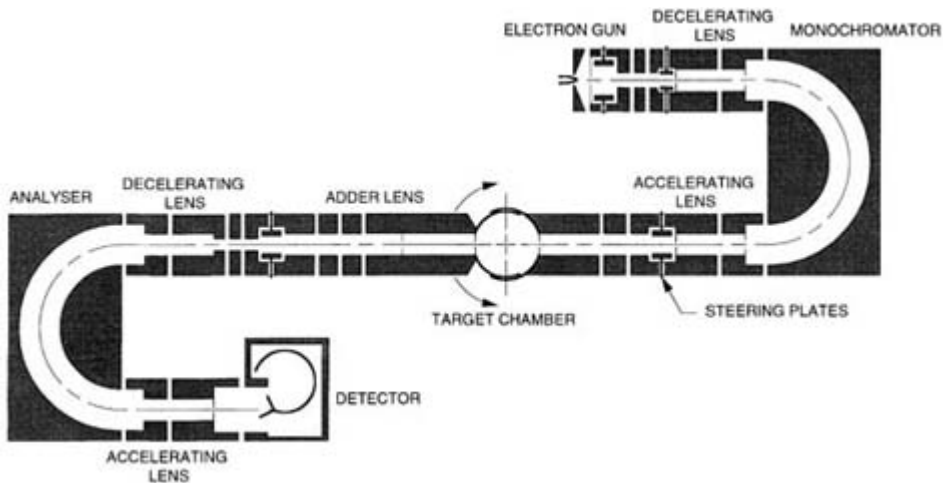 ELECTRON GUN
DECELERATING
LENS
MONOCHROMATOR
ANALYSER
DECELERATING
LENS
ADDER LENS
ACCELERATING
LENS
TARGET CHAMBER
STEERING PLATES
DETECTOR
ACCELERATING
LENS